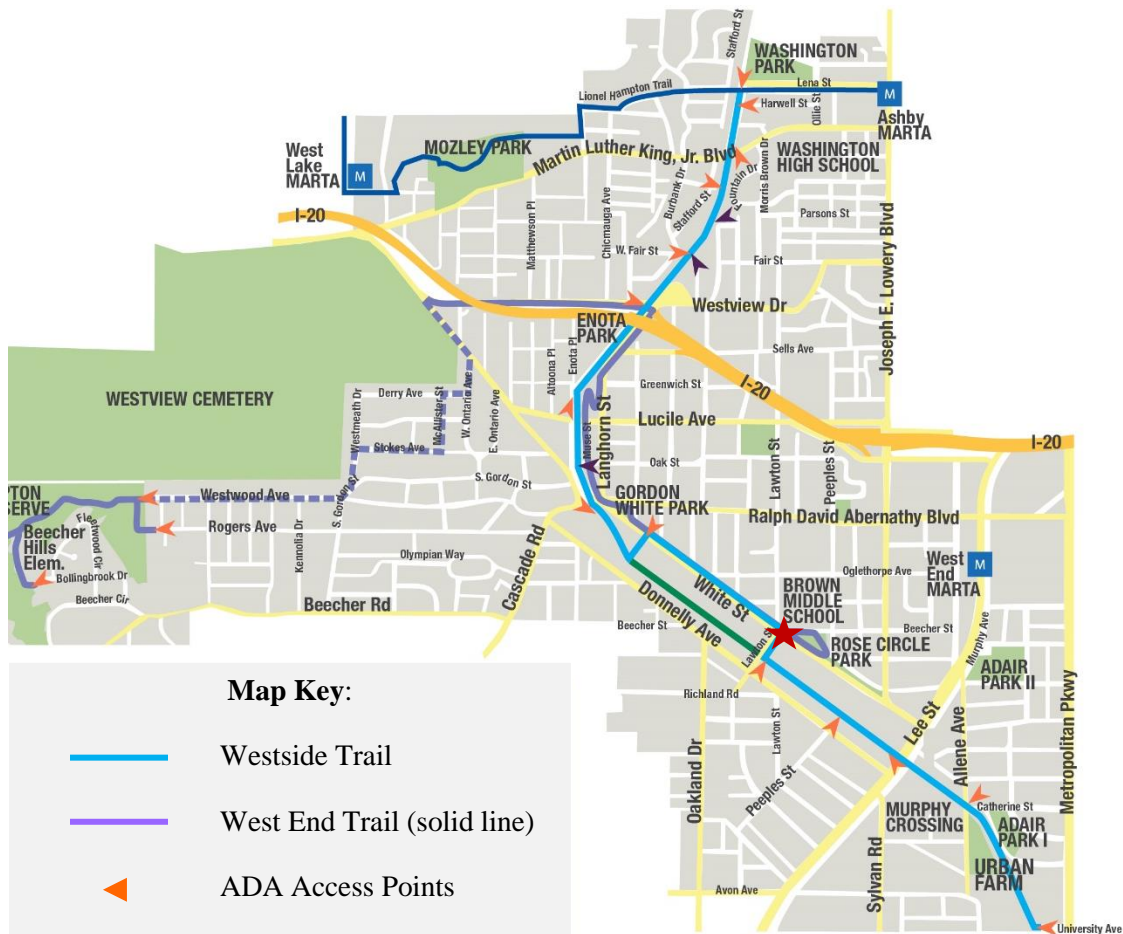 Stafford St
WASHINGTON
PARK
Lena St
Lionel Hampton Trail
M
Harwell St
Ollie St
Ashby
MARTA
West
Lake
MARTA
M
MOZLEY PARK
Martin Luther King, Jr. Blvd
WASHINGTON
HIGH SCHOOL
Burbank Dr
Stafford St
Fountain Dr
Morris Brown Dr
Parsons St
I-20
Matthewson Pl
Chicmauga Ave
W. Fair St
Fair St
Joseph E. Lowery Blvd
Westview Dr
ENOTA
PARK
Altoona Pl
Enota Pl
Sells Ave
WESTVIEW CEMETERY
Westmeath Dr
Derry Ave
McAllister St
W. Ontario Ave
E. Ontario Ave
Greenwich St
I-20
Langhorn St
Lucile Ave
Muse St
Stokes Ave
Oak St
Lawton St
Peeples St
I-20
S. Gordon St
S. Gordon St
GORDON
WHITE PARK
Westwood Ave
PTON
SERVE
Fleetwood Cir
Rogers Ave
Ralph David Abernathy Blvd
Beecher
Hills
Elem.
Kennolia Dr
Olympian Way
Cascade Rd
West
End
MARTA
M
Oglethorpe Ave
Bollingbrook Dr
Beecher Cir
Beecher Rd
White St
BROWN
MIDDLE
SCHOOL
Donnelly Ave
Beecher St
Beecher St
Lawton St
ROSE CIRCLE
PARK
Murphy Ave
ADAIR
PARK II
Metropolitan Pkwy
Richland Rd
Lawton St
Lee St
Allene Ave
Oakland Dr
Peeples St
Catherine St
MURPHY
CROSSING
ADAIR
PARK I
URBAN
FARM
Sylvan Rd
Avon Ave
University Ave
Map Key:
Westside Trail
West End Trail (solid line)
ADA Access Points